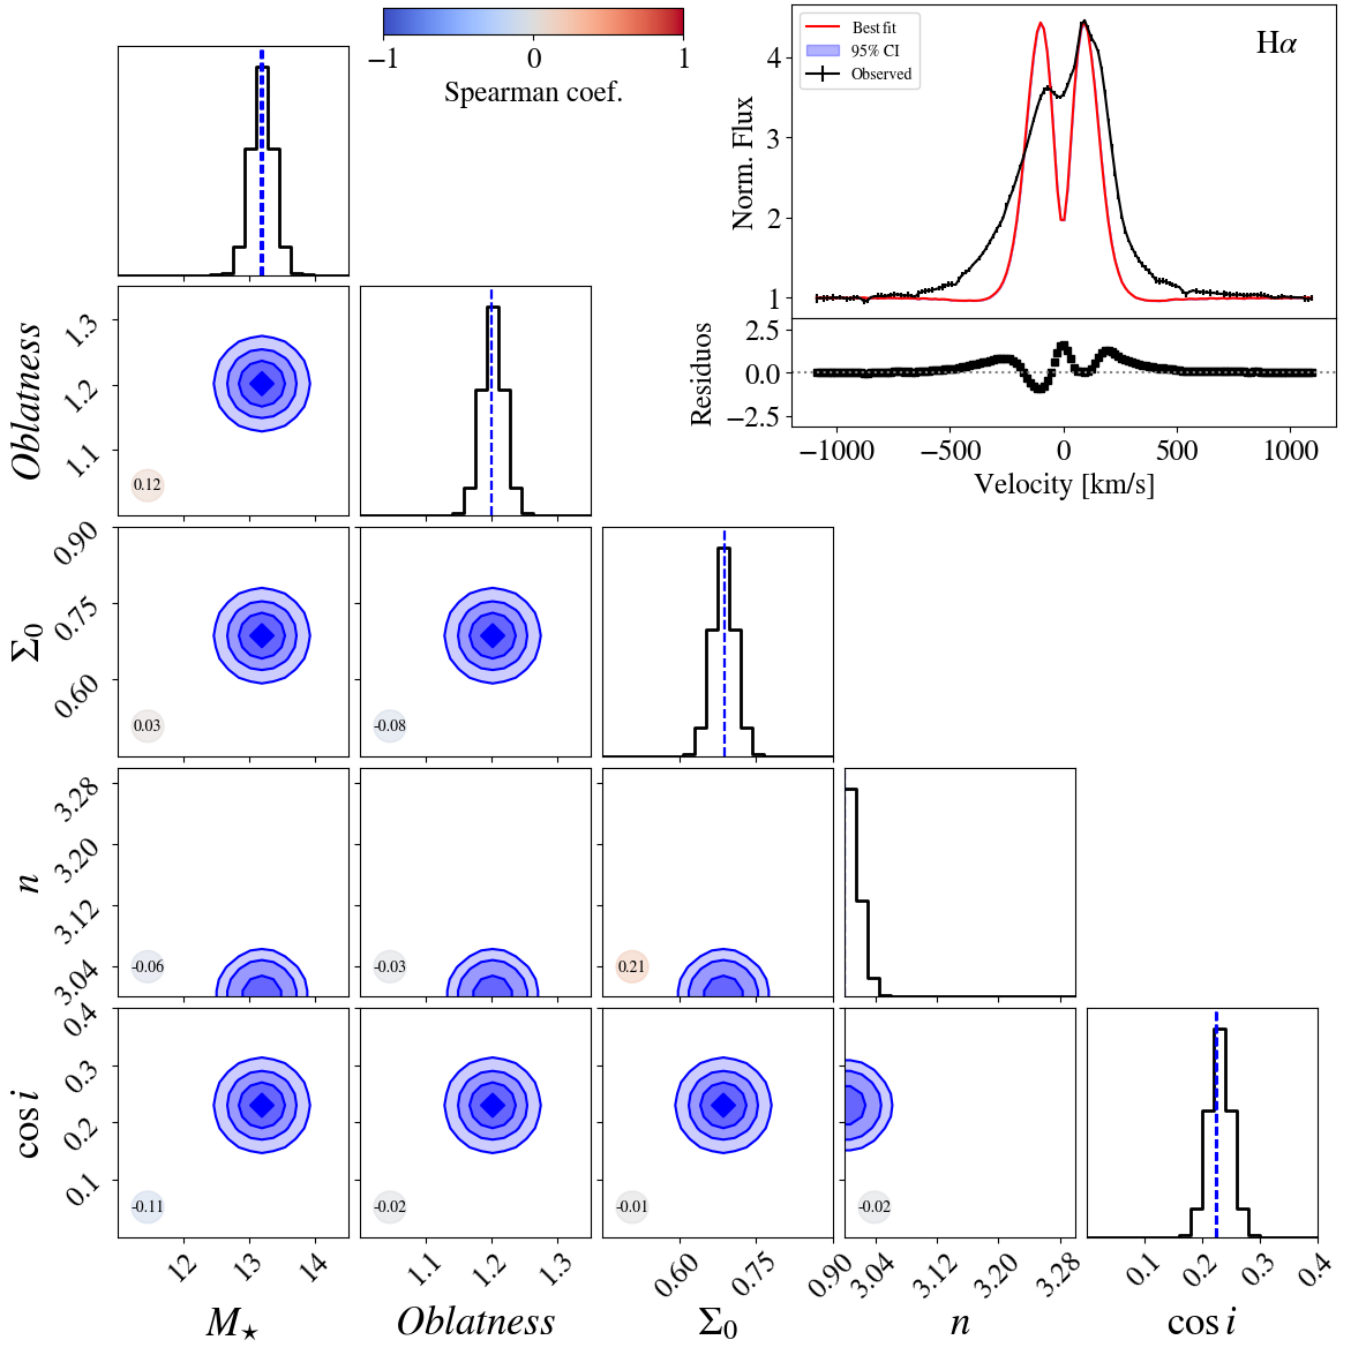 −1 0 1
Spearman coef.
Best fit
95% CI
Observed
Hα
4
3
2
1
Norm. Flux
2.5
0.0
−2.5
Residuos
−1000 −500 0 500 1000
Velocity [km/s]
Oblatness
1.3
1.2
1.1
0.12
Σ₀
0.90
0.75
0.60
0.03 -0.08
n
3.28
3.20
3.12
3.04
-0.06 -0.03 0.21
cos i
0.4
0.3
0.2
0.1
-0.11 -0.02 -0.01 -0.02
12 13 14 1.1 1.2 1.3 0.60 0.75 0.90 3.04 3.12 3.20 3.28 0.1 0.2 0.3 0.4
M⋆ Oblatness Σ₀ n cos i